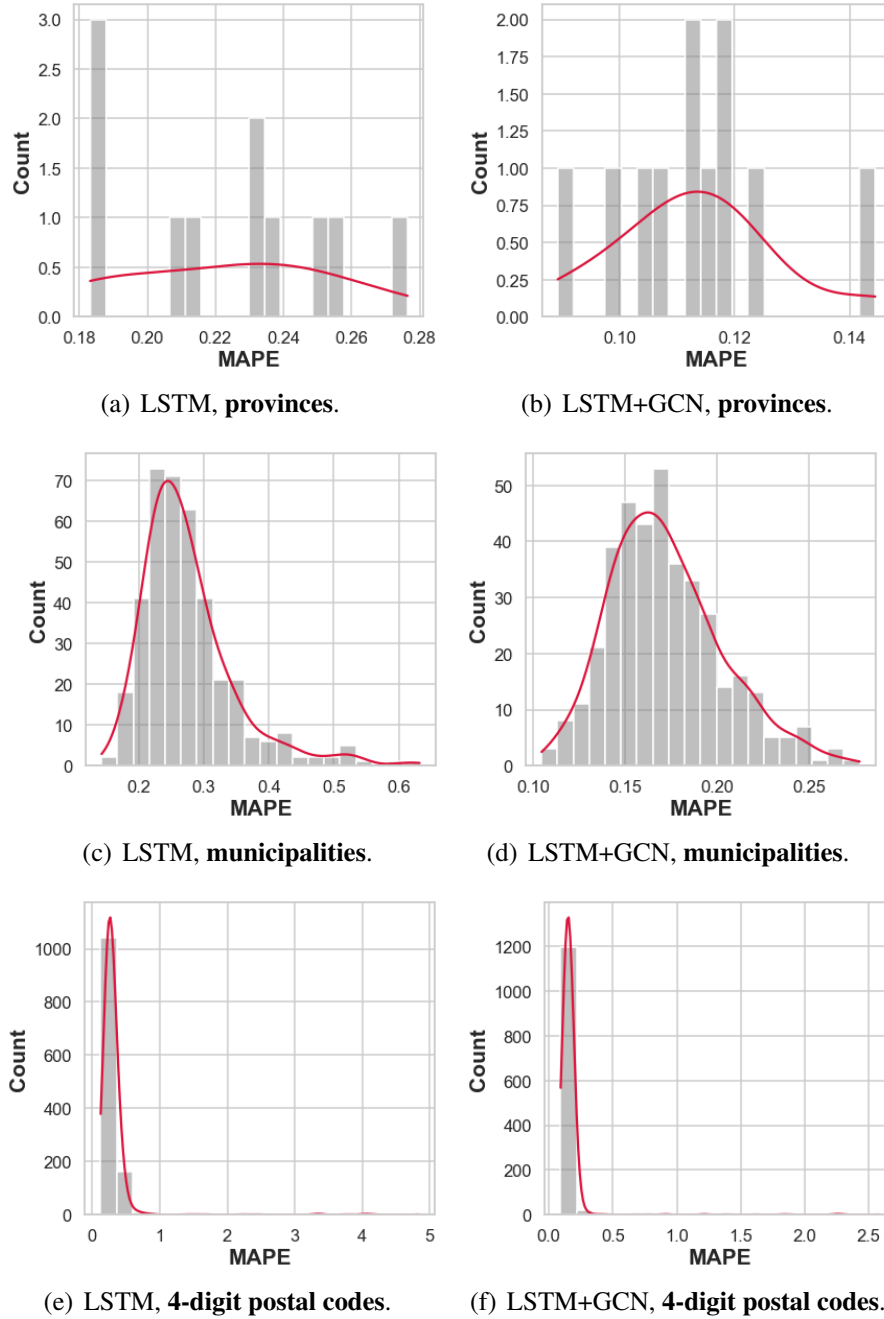 3.0
2.5
2.0
1.5
1.0
0.5
0.0
Count
0.18 0.20 0.22 0.24 0.26 0.28
MAPE
(a) LSTM, provinces.
2.00
1.75
1.50
1.25
1.00
0.75
0.50
0.25
0.00
Count
0.10 0.12 0.14
MAPE
(b) LSTM+GCN, provinces.
70
60
50
40
30
20
10
0
Count
0.2 0.3 0.4 0.5 0.6
MAPE
(c) LSTM, municipalities.
50
40
30
20
10
0
Count
0.10 0.15 0.20 0.25
MAPE
(d) LSTM+GCN, municipalities.
1000
800
600
400
200
0
Count
0 1 2 3 4 5
MAPE
(e) LSTM, 4-digit postal codes.
1200
1000
800
600
400
200
0
Count
0.0 0.5 1.0 1.5 2.0 2.5
MAPE
(f) LSTM+GCN, 4-digit postal codes.